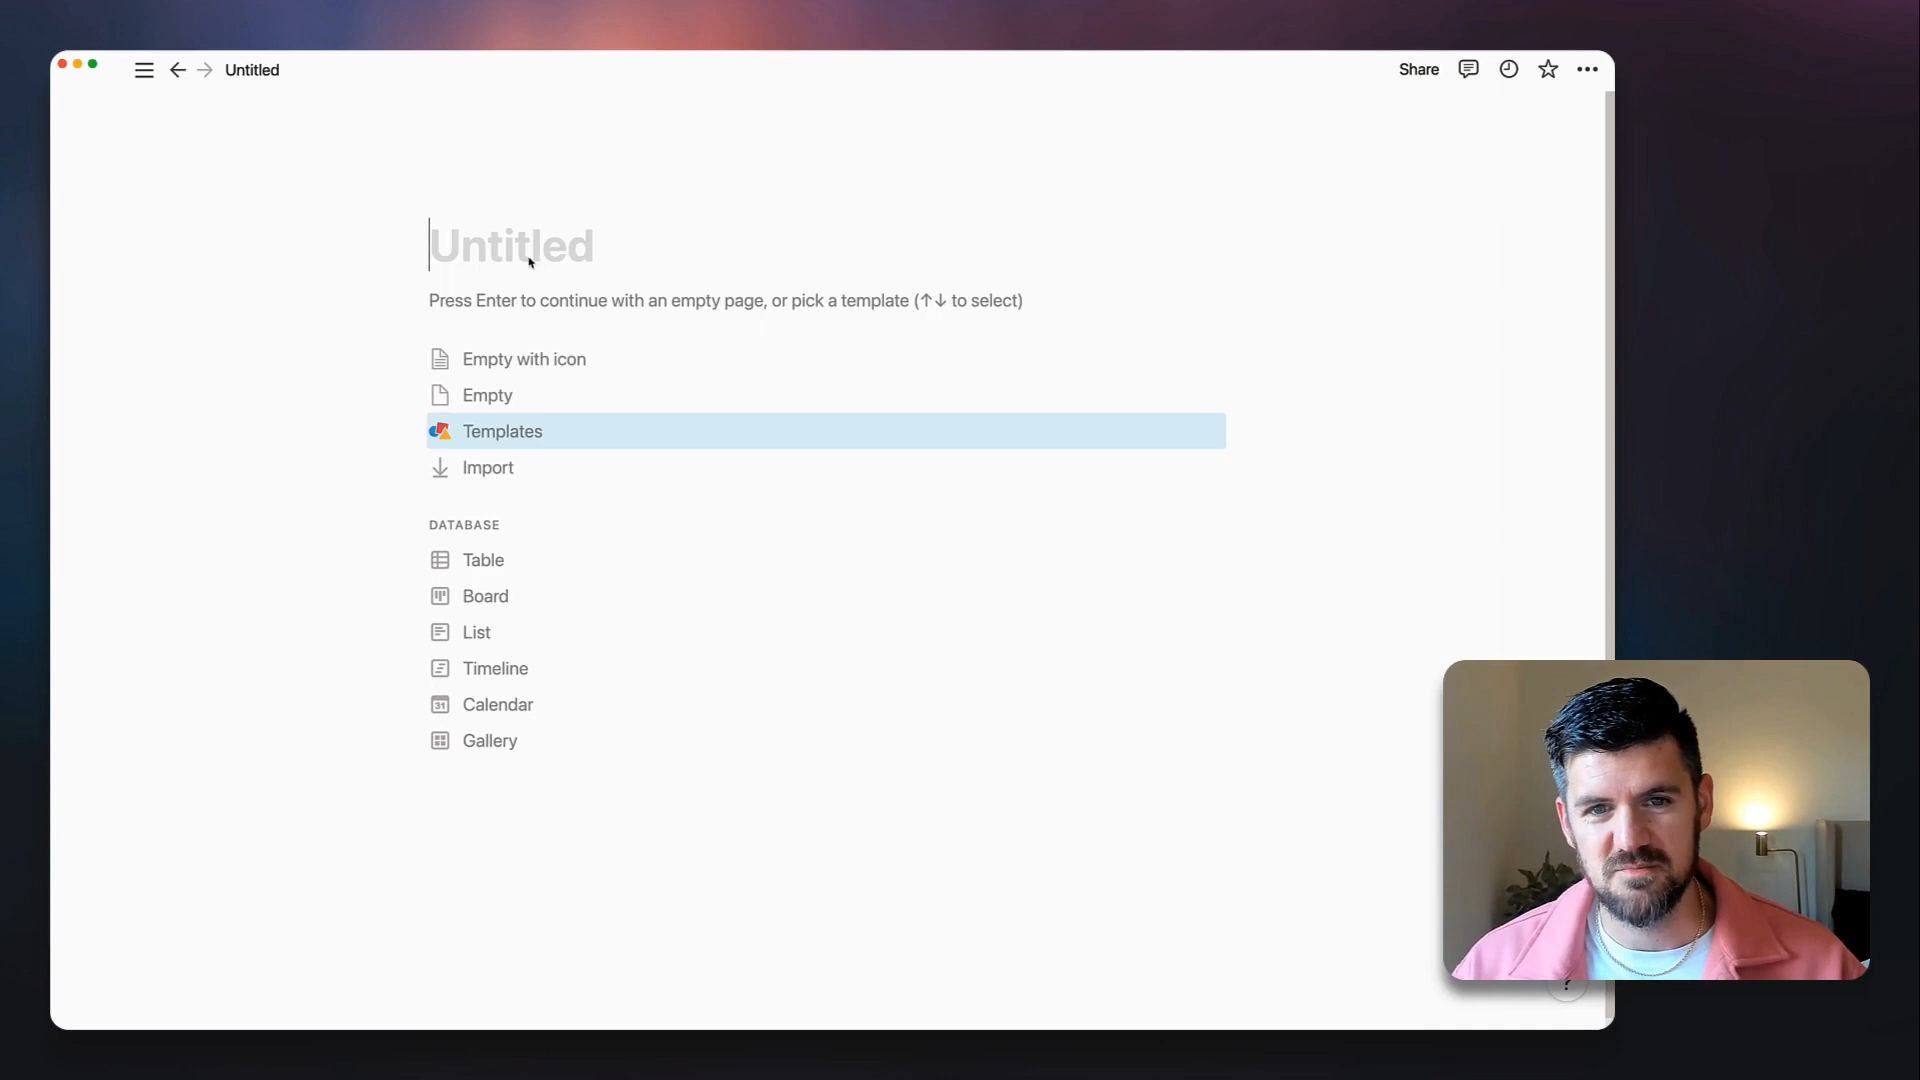 Untitled
Share
Untitled
Press Enter to continue with an empty page, or pick a template (↑↓ to select)
Empty with icon
Empty
Templates
Import
DATABASE
Table
Board
List
Timeline
31
Calendar
Gallery
?